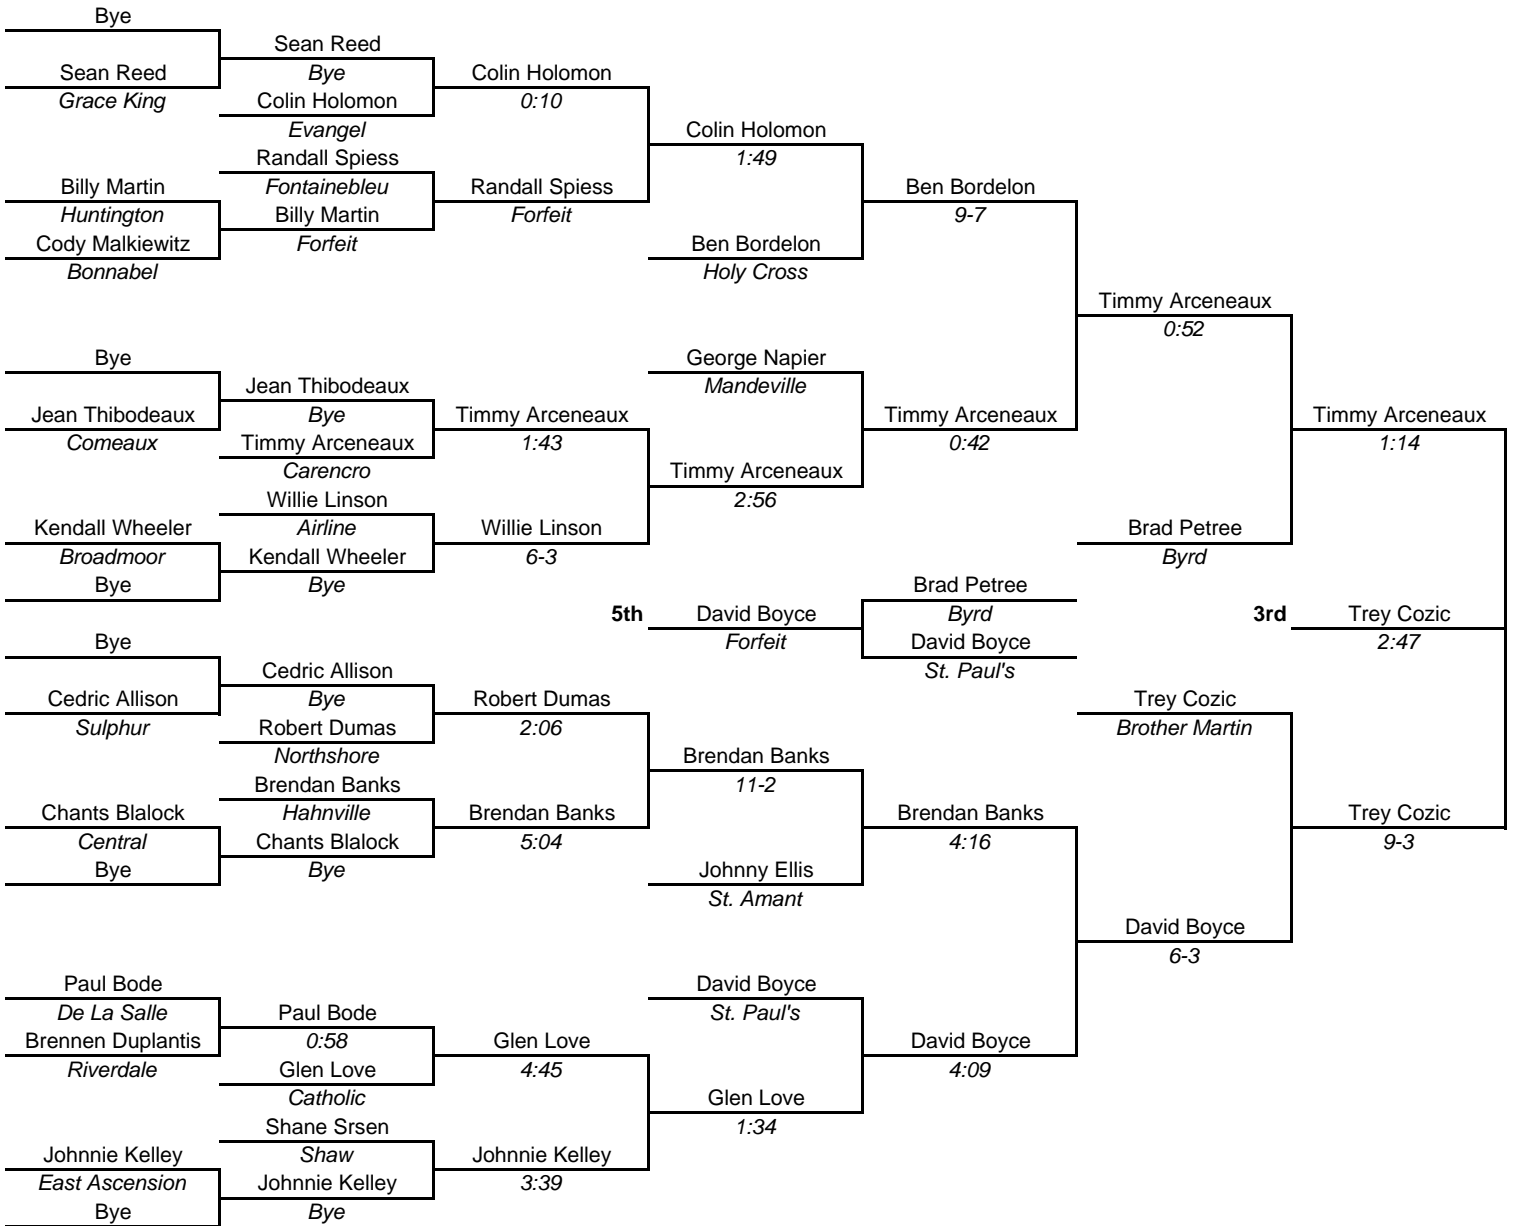 Bye
Sean Reed
Sean Reed Bye Colin Holomon
Grace King Colin Holomon 0:10
Evangel Colin Holomon
Randall Spiess 1:49
Billy Martin Fontainebleu Randall Spiess Ben Bordelon
Huntington Billy Martin Forfeit 9-7
Cody Malkiewitz Forfeit Ben Bordelon
Bonnabel Holy Cross
Timmy Arceneaux
0:52
Bye George Napier
Jean Thibodeaux Mandeville
Jean Thibodeaux Bye Timmy Arceneaux Timmy Arceneaux Timmy Arceneaux
Comeaux Timmy Arceneaux 1:43 0:42 1:14
Carencro Timmy Arceneaux
Willie Linson 2:56
Kendall Wheeler Airline Willie Linson Brad Petree
Broadmoor Kendall Wheeler 6-3 Byrd
Bye Bye Brad Petree
5th David Boyce Byrd 3rd Trey Cozic
Bye Forfeit David Boyce 2:47
Cedric Allison St. Paul's
Cedric Allison Bye Robert Dumas Trey Cozic
Sulphur Robert Dumas 2:06 Brother Martin
Northshore Brendan Banks
Brendan Banks 11-2
Chants Blalock Hahnville Brendan Banks Brendan Banks Trey Cozic
Central Chants Blalock 5:04 4:16 9-3
Bye Bye Johnny Ellis
St. Amant
David Boyce
6-3
Paul Bode David Boyce
De La Salle Paul Bode St. Paul's
Brennen Duplantis 0:58 Glen Love David Boyce
Riverdale Glen Love 4:45 4:09
Catholic Glen Love
Shane Srsen 1:34
Johnnie Kelley Shaw Johnnie Kelley
East Ascension Johnnie Kelley 3:39
Bye Bye